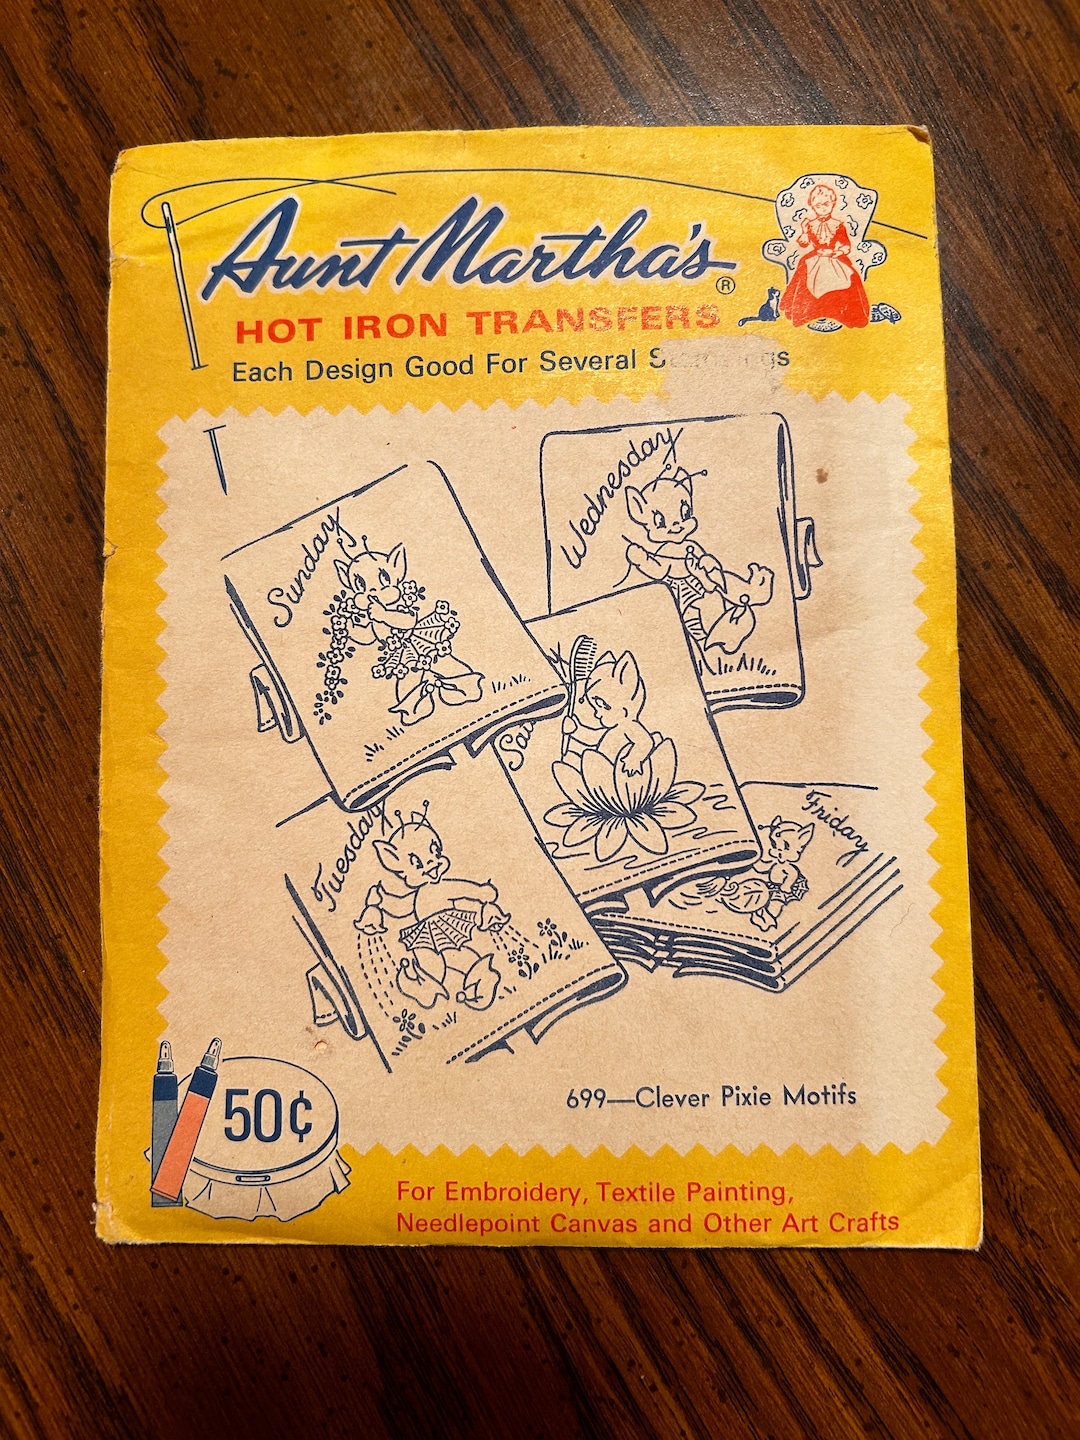 Aunt Martha's ®
HOT IRON TRANSFERS
Each Design Good For Several
Sunday
Wednesday
Tuesday
Friday
50¢
699—Clever Pixie Motifs
For Embroidery, Textile Painting,
Needlepoint Canvas and Other Art Crafts